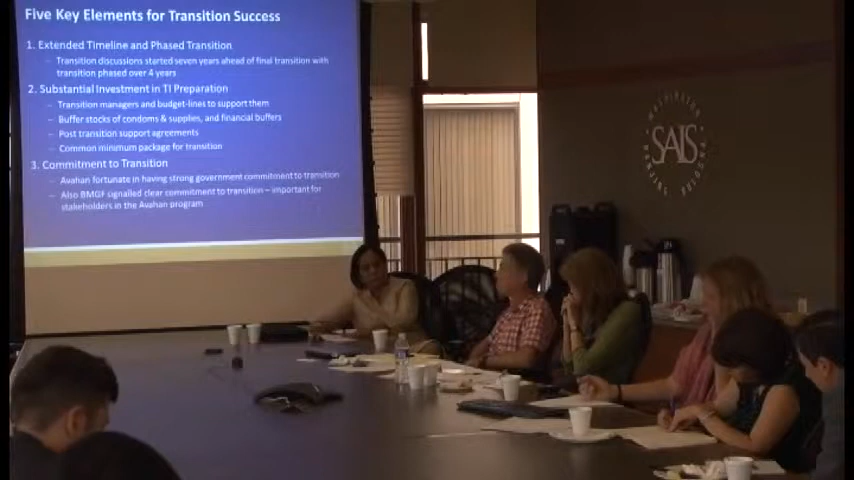 Five Key Elements for Transition Success
1. Extended Timeline and Phased Transition
– Transition discussions started seven years ahead of final transition with
transition phased over 4 years
2. Substantial Investment in TI Preparation
– Transition managers and budget-lines to support them
– Buffer stocks of condoms & supplies, and financial buffers
– Post transition support agreements
– Common minimum package for transition
3. Commitment to Transition
– Avahan fortunate in having strong government commitment to transition
– Also BMGF signalled clear commitment to transition – important for
stakeholders in the Avahan program
WASHINGTON
SAIS
NANJING
BOLOGNA